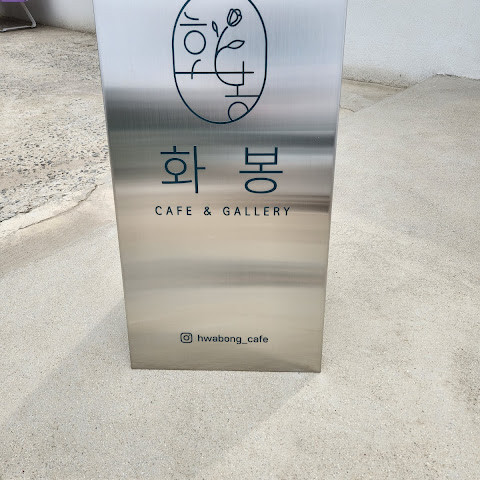 화봉
화 봉
CAFE & GALLERY
hwabong_cafe